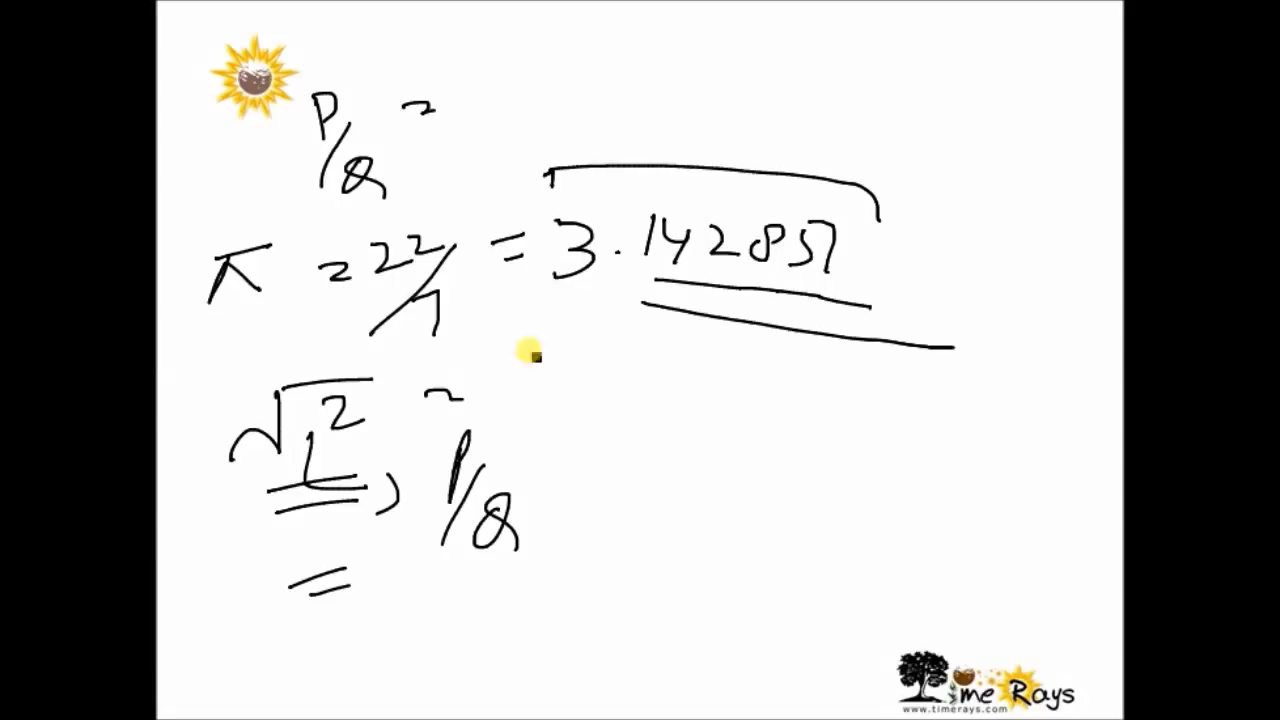 P/Q =
π = 22/7 = 3.142857
√2 =
P/Q
=
Time Rays
www.timerays.com